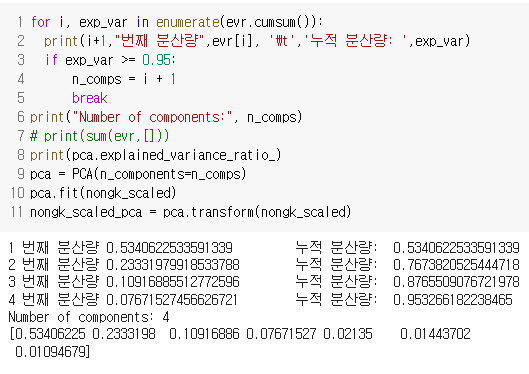 1 for i, exp_var in enumerate(evr.cumsum()):
2   print(i+1,"번째 분산량",evr[i], '₩t','누적 분산량: ',exp_var)
3   if exp_var >= 0.95:
4       n_comps = i + 1
5       break
6 print("Number of components:", n_comps)
7 # print(sum(evr,[]))
8 print(pca.explained_variance_ratio_)
9 pca = PCA(n_components=n_comps)
10 pca.fit(nongk_scaled)
11 nongk_scaled_pca = pca.transform(nongk_scaled)
1 번째 분산량 0.5340622533591339 누적 분산량:  0.5340622533591339
2 번째 분산량 0.23331979918533788 누적 분산량:  0.7673820525444718
3 번째 분산량 0.10916885512772596 누적 분산량:  0.8765509076721978
4 번째 분산량 0.07671527456626721 누적 분산량:  0.953266182238465
Number of components: 4
[0.53406225 0.2333198  0.10916886 0.07671527 0.02135    0.01443702
 0.01094679]